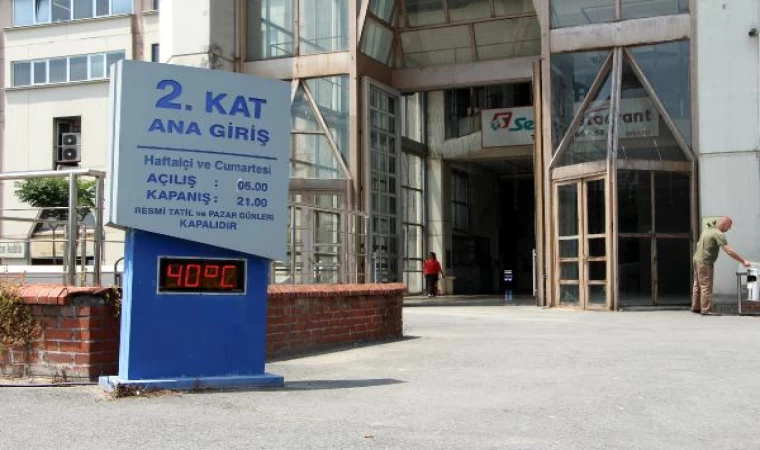 2. KAT
ANA GİRİŞ
Haftaiçi ve Cumartesi
AÇILIŞ : 06.00
KAPANIŞ : 21.00
RESMİ TATİL ve PAZAR GÜNLERİ
KAPALIDIR
40°C